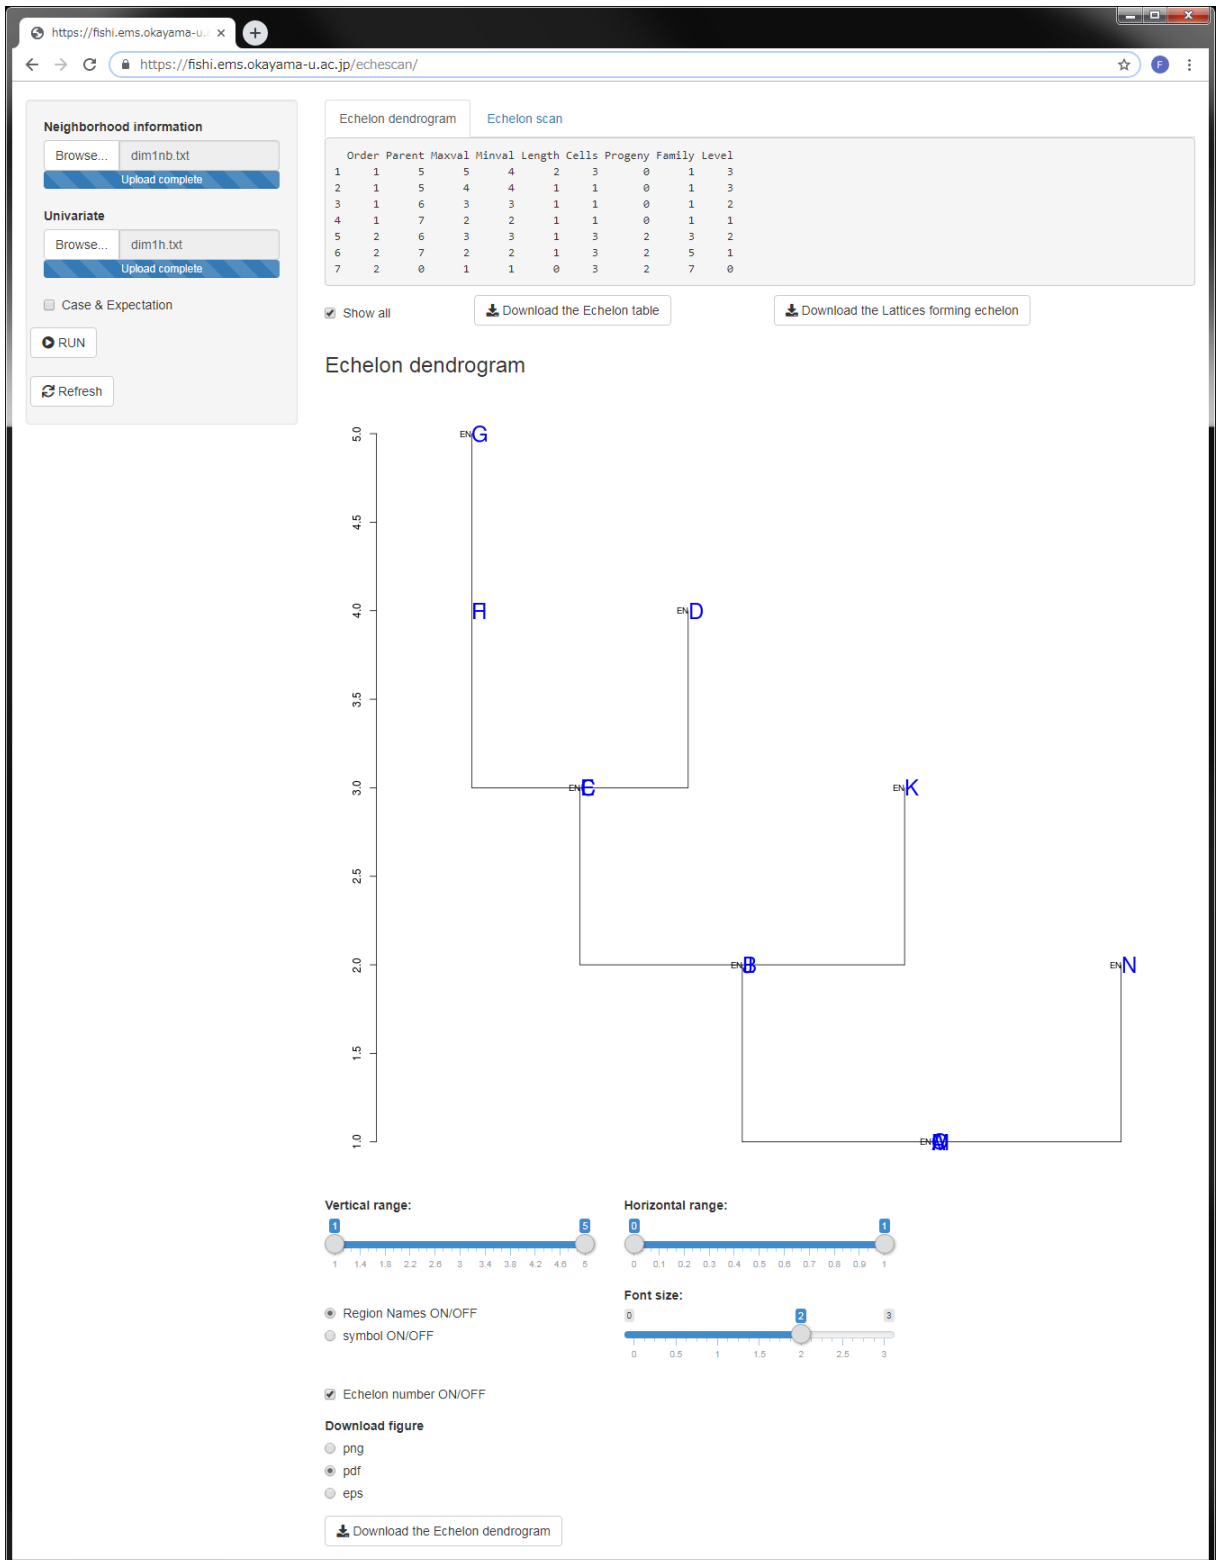 https://fishi.ems.okayama-u.
https://fishi.ems.okayama-u.ac.jp/echescan/
F
Neighborhood information
Browse... dim1nb.txt
Upload complete
Univariate
Browse... dim1h.txt
Upload complete
Case & Expectation
RUN
Refresh
Echelon dendrogram Echelon scan
Order Parent Maxval Minval Length Cells Progeny Family Level
1 1 5 5 4 2 3 0 1 3
2 1 5 4 4 1 1 0 1 3
3 1 6 3 3 1 1 0 1 2
4 1 7 2 2 1 1 0 1 1
5 2 6 3 3 1 3 2 3 2
6 2 7 2 2 1 3 2 5 1
7 2 0 1 1 0 3 2 7 0
Show all Download the Echelon table Download the Lattices forming echelon
Echelon dendrogram
5.0 EN G
4.5
4.0 EN D
3.5
3.0 EN EN K
2.5
2.0 EN EN N
1.5
1.0 EN
Vertical range: Horizontal range:
1 5 0 1
1 1.4 1.8 2.2 2.6 3 3.4 3.8 4.2 4.6 5 0 0.1 0.2 0.3 0.4 0.5 0.6 0.7 0.8 0.9 1
Font size:
0 2 3
0 0.5 1 1.5 2 2.5 3
Region Names ON/OFF
symbol ON/OFF
Echelon number ON/OFF
Download figure
png
pdf
eps
Download the Echelon dendrogram